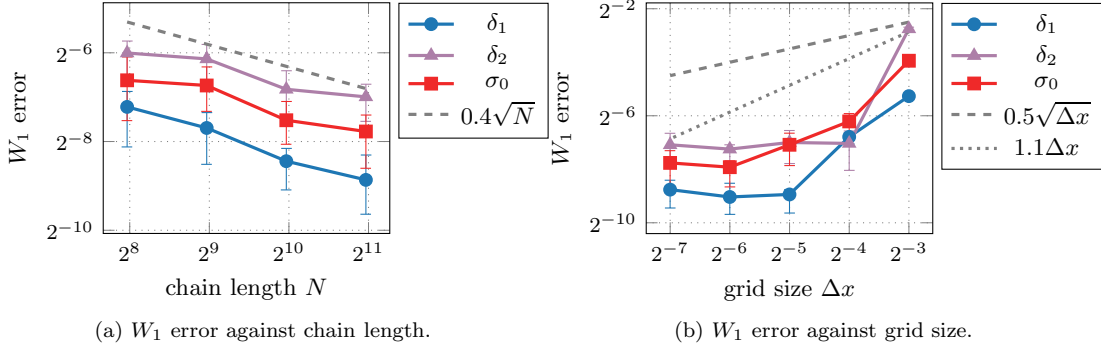 2^{-6}
2^{-8}
2^{-10}
W_1 error
2^8 2^9 2^{10} 2^{11}
chain length N
δ_1
δ_2
σ_0
0.4√N
(a) W_1 error against chain length.
2^{-2}
2^{-6}
2^{-10}
W_1 error
2^{-7} 2^{-6} 2^{-5} 2^{-4} 2^{-3}
grid size Δx
δ_1
δ_2
σ_0
0.5√Δx
1.1Δx
(b) W_1 error against grid size.